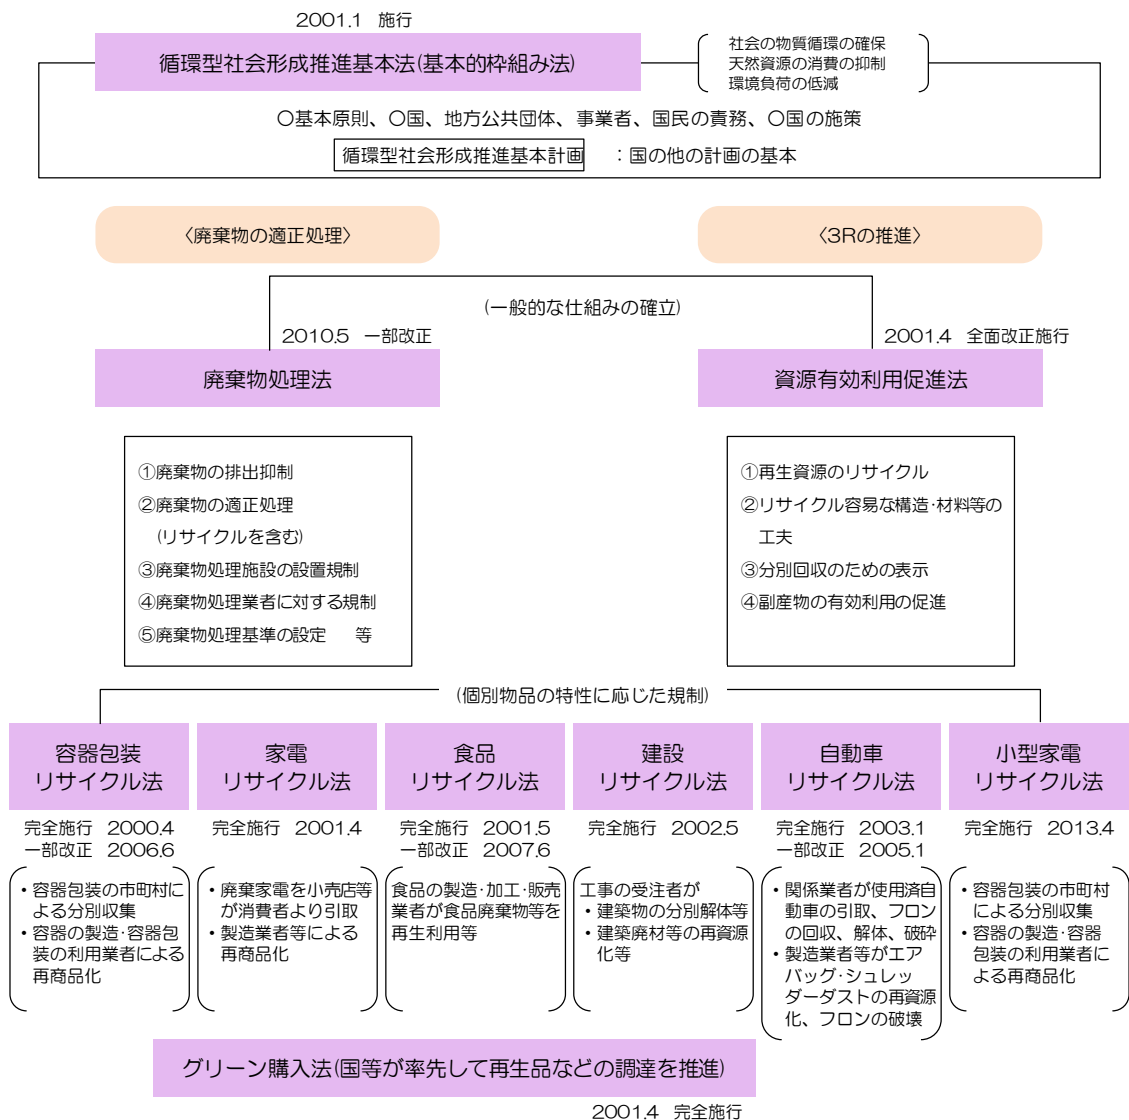 2001.1 施行
循環型社会形成推進基本法(基本的枠組み法)
社会の物質循環の確保
天然資源の消費の抑制
環境負荷の低減
〇基本原則、〇国、地方公共団体、事業者、国民の責務、〇国の施策
循環型社会形成推進基本計画 ：国の他の計画の基本
〈廃棄物の適正処理〉
〈3Rの推進〉
(一般的な仕組みの確立)
2010.5 一部改正
廃棄物処理法
2001.4 全面改正施行
資源有効利用促進法
①廃棄物の排出抑制
②廃棄物の適正処理
(リサイクルを含む)
③廃棄物処理施設の設置規制
④廃棄物処理業者に対する規制
⑤廃棄物処理基準の設定 等
①再生資源のリサイクル
②リサイクル容易な構造・材料等の
工夫
③分別回収のための表示
④副産物の有効利用の促進
(個別物品の特性に応じた規制)
容器包装
リサイクル法
完全施行 2000.4
一部改正 2006.6
・容器包装の市町村に
よる分別収集
・容器の製造・容器包
装の利用業者による
再商品化
家電
リサイクル法
完全施行 2001.4
・廃棄家電を小売店等
が消費者より引取
・製造業者等による
再商品化
食品
リサイクル法
完全施行 2001.5
一部改正 2007.6
食品の製造・加工・販売
業者が食品廃棄物等を
再生利用等
建設
リサイクル法
完全施行 2002.5
工事の受注者が
・建築物の分別解体等
・建築廃材等の再資源
化等
自動車
リサイクル法
完全施行 2003.1
一部改正 2005.1
・関係業者が使用済自
動車の引取、フロン
の回収、解体、破砕
・製造業者等がエア
バッグ・シュレッ
ダーダストの再資源
化、フロンの破壊
小型家電
リサイクル法
完全施行 2013.4
・容器包装の市町村
による分別収集
・容器の製造・容器
包装の利用業者に
よる再商品化
グリーン購入法(国等が率先して再生品などの調達を推進)
2001.4 完全施行